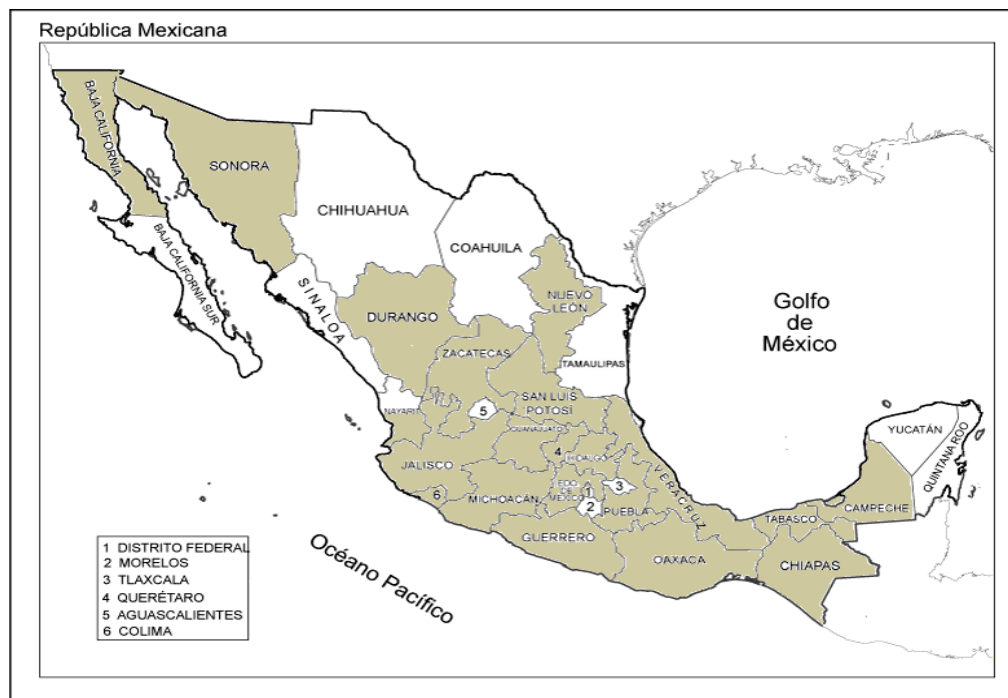 República Mexicana
BAJA CALIFORNIA
SONORA
CHIHUAHUA
COAHUILA
BAJA CALIFORNIA SUR
SINALOA
DURANGO
NUEVO
LEÓN
Golfo
de
México
ZACATECAS
TAMAULIPAS
NAYARIT
SAN LUIS
POTOSÍ
5
GUANAJUATO
YUCATÁN
QUINTANA ROO
4
HIDALGO
JALISCO
VERACRUZ
6
MICHOACÁN
EDO
DE
MEXICO
1
2
3
PUEBLA
CAMPECHE
TABASCO
GUERRERO
OAXACA
CHIAPAS
Océano Pacífico
1 DISTRITO FEDERAL
2 MORELOS
3 TLAXCALA
4 QUERÉTARO
5 AGUASCALIENTES
6 COLIMA